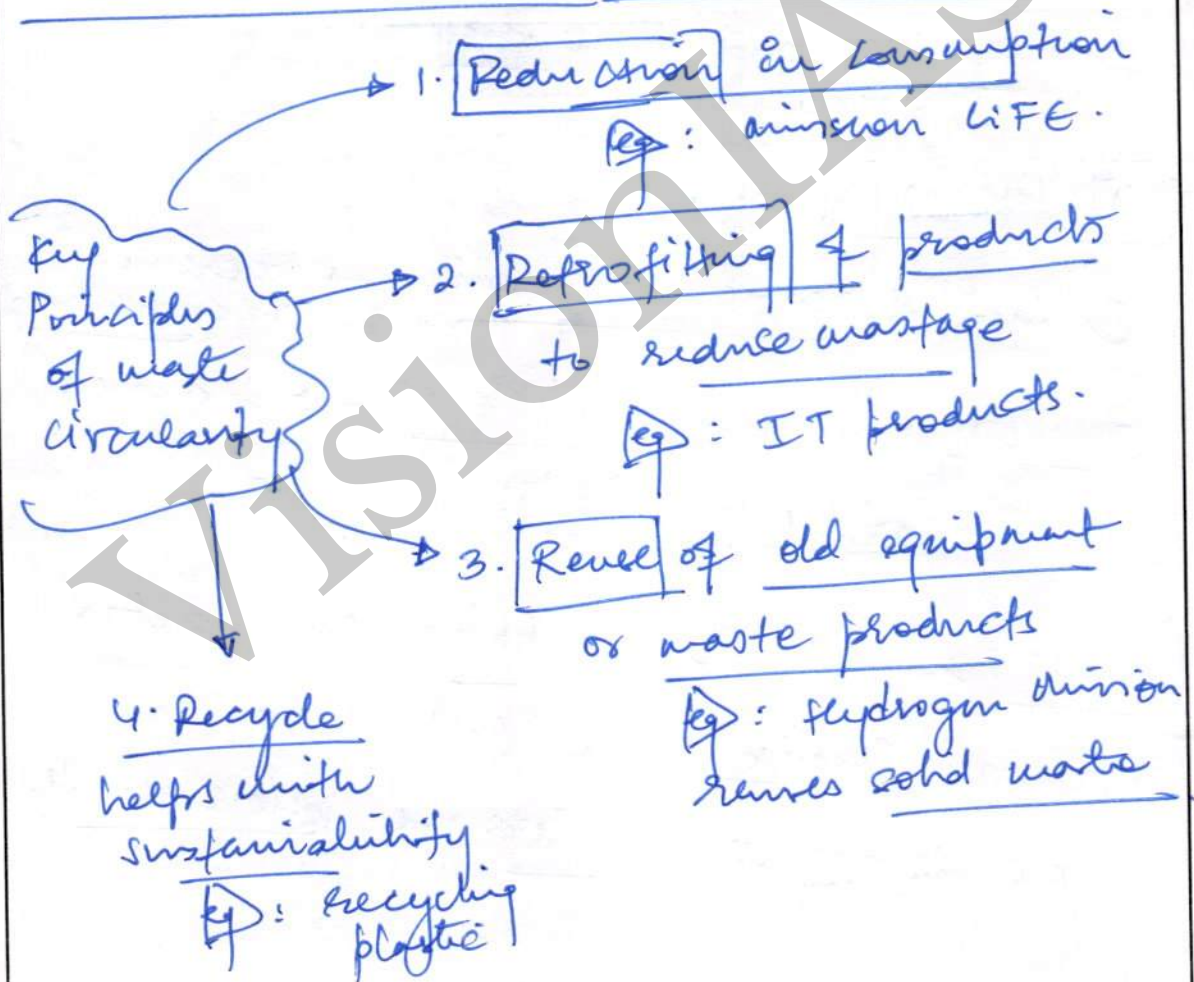 1. Reduction in consumption
eg : mission LiFE.
Key
Principles
of waste
circularity
2. Retrofitting of products
to reduce wastage
eg : IT products.
3. Reuse of old equipment
or waste products
eg : Hydrogen mission
reuses solid waste
4. Recycle
helps with
sustainability
eg : recycling
plastic
VisionIAS